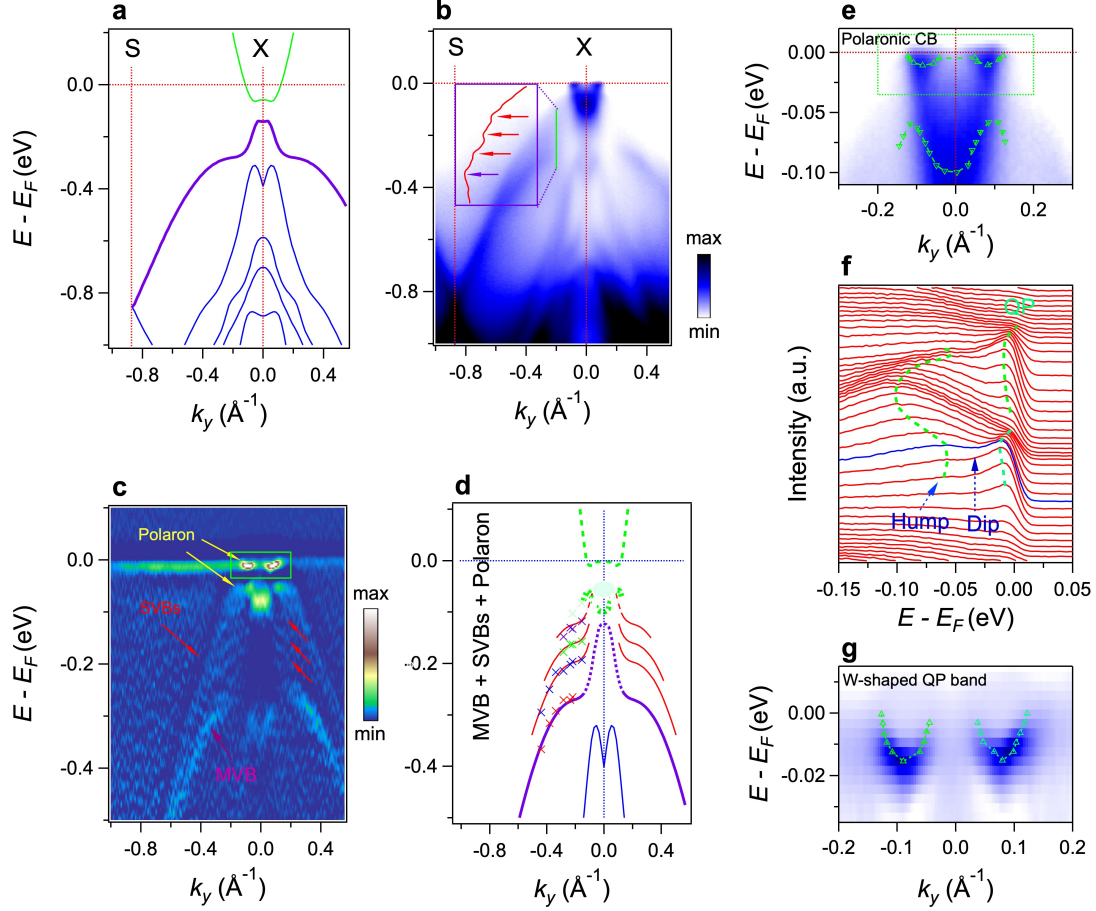 a
S
X
0.0
-0.4
-0.8
E - E_F (eV)
-0.8
-0.4
0.0
0.4
k_y (Å⁻¹)
b
S
X
0.0
-0.4
-0.8
max
min
-0.8
-0.4
0.0
0.4
k_y (Å⁻¹)
c
Polaron
SVBs
MVB
0.0
-0.2
-0.4
E - E_F (eV)
max
min
-0.8
-0.4
0.0
0.4
k_y (Å⁻¹)
d
MVB + SVBs + Polaron
0.0
-0.2
-0.4
-0.8
-0.4
0.0
0.4
k_y (Å⁻¹)
e
Polaronic CB
0.00
-0.05
-0.10
E - E_F (eV)
-0.2
0.0
0.2
k_y (Å⁻¹)
f
QP
Hump
Dip
Intensity (a.u.)
-0.15
-0.10
-0.05
0.00
0.05
E - E_F (eV)
g
W-shaped QP band
0.00
-0.02
E - E_F (eV)
-0.2
-0.1
0.0
0.1
0.2
k_y (Å⁻¹)